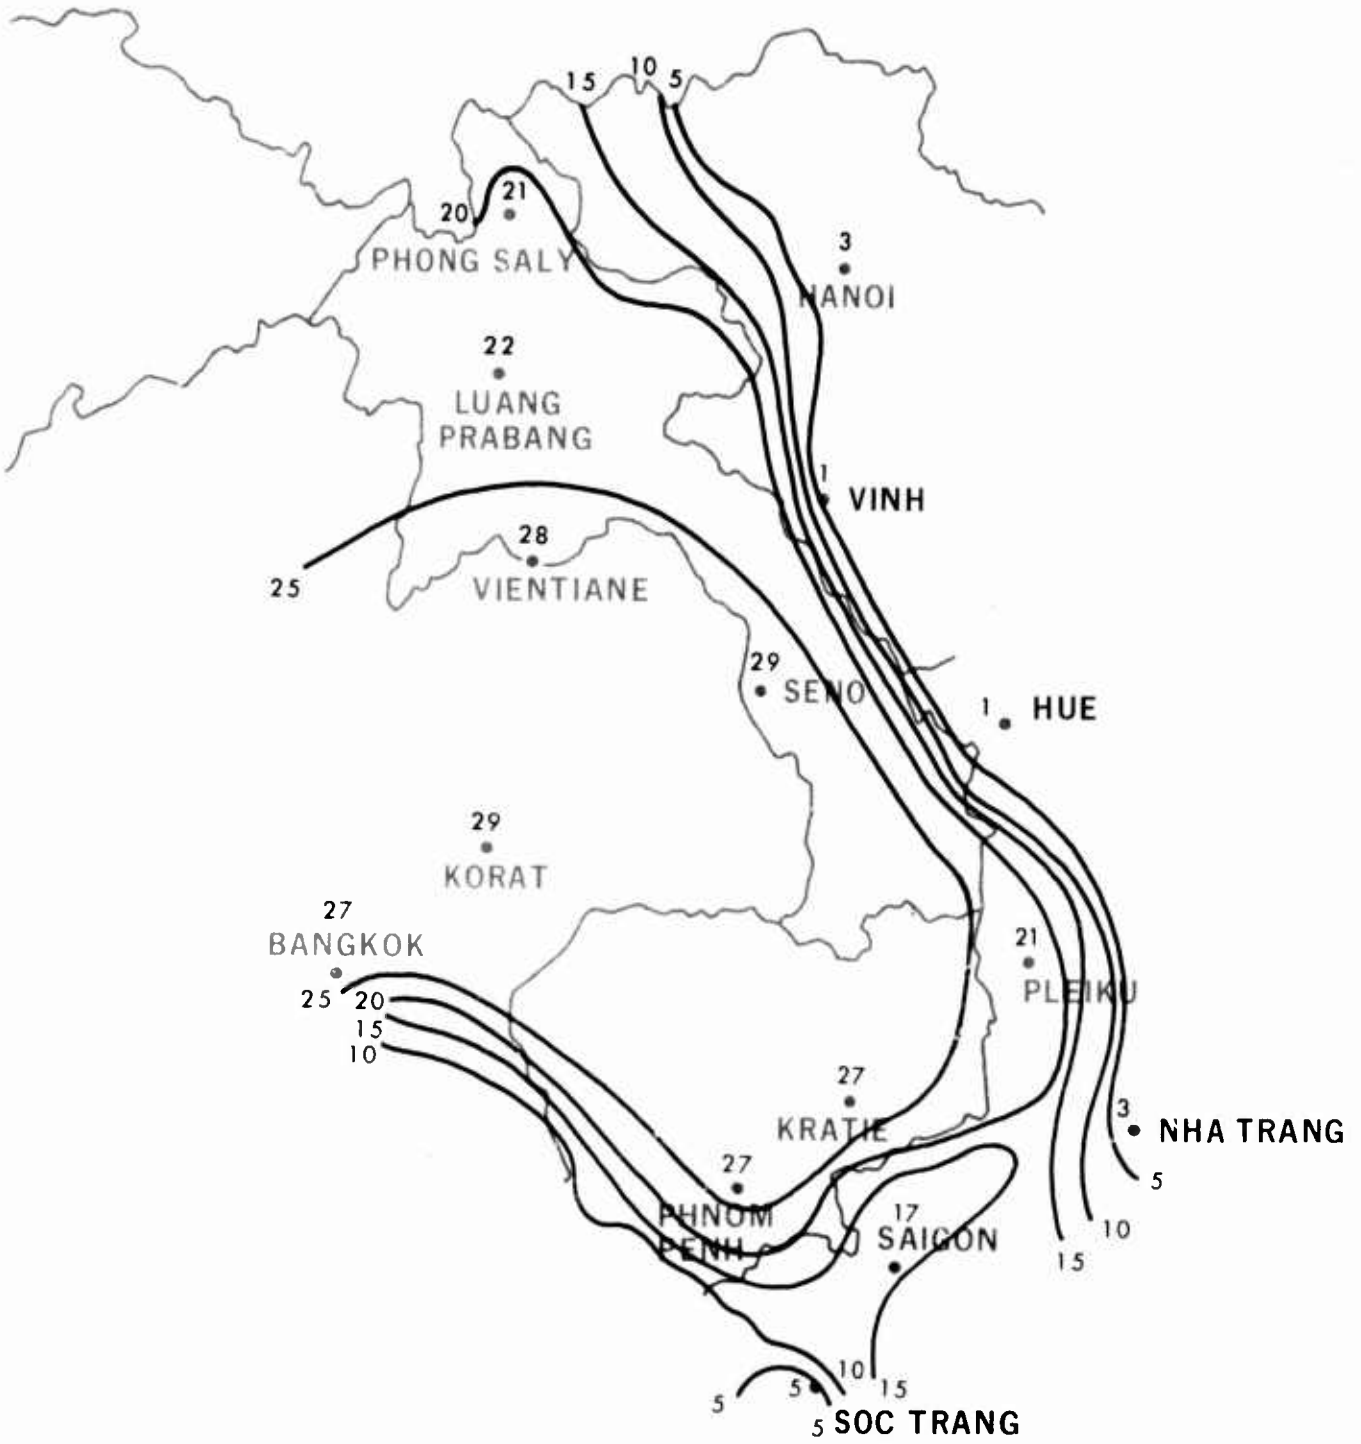 15 10 5
21
20
PHONG SALY
3
HANOI
22
LUANG
PRABANG
1
VINH
28
VIENTIANE
25
29
SENO
1 HUE
29
KORAT
27
BANGKOK
25 20
15
10
21
PLEIKU
27
KRATIE
3
NHA TRANG
5
27
PHNOM
PENH
17
SAIGON
10
15
10
15
5
5
5 SOC TRANG